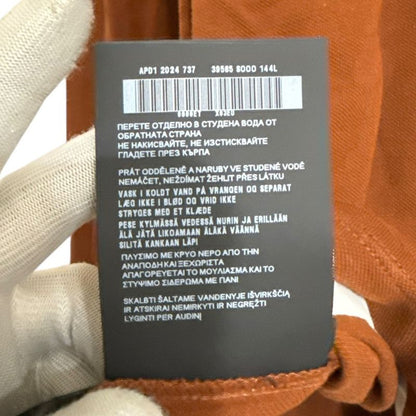 APD1 2024 737 39565 8000 144L
ПЕРЕТЕ ОТДЕЛНО В СТУДЕНА ВОДА ОТ
ОБРАТНАТА СТРАНА
НЕ НАКИСВАЙТЕ, НЕ ИЗСТИСКВАЙТЕ
ГЛАДЕТЕ ПРЕЗ КЪРПА
PRÁT ODDĚLENĚ A NARUBY VE STUDENÉ VODĚ
NEMÁČET, NEŽDÍMAT ŽEHLIT PŘES LÁTKU
VASK I KOLDT VAND PÅ VRANGEN OG SEPARAT
LÆG IKKE I BLØD OG VRID IKKE
STRYGES MED ET KLÆDE
PESE KYLMÄSSÄ VEDESSÄ NURIN JA ERILLÄÄN
ÄLÄ JÄTÄ LIKOAMAAN ÄLÄKÄ VÄÄNNÄ
SILITÄ KANKAAN LÄPI
ΠΛΥΣΙΜΟ ΜΕ ΚΡΥΟ ΝΕΡΟ ΑΠΟ ΤΗΝ
ΑΝΑΠΟΔΗ ΚΑΙ ΞΕΧΩΡΙΣΤΑ
ΑΠΑΓΟΡΕΥΕΤΑΙ ΤΟ ΜΟΥΛΙΑΣΜΑ ΚΑΙ ΤΟ
ΣΤΥΨΙΜΟ ΣΙΔΕΡΩΜΑ ΜΕ ΠΑΝΙ
SKALBTI ŠALTAME VANDENYJE IŠVIRKŠČIĄ
IR ATSKIRAI NEMIRKYTI IR NEGRĘŽTI
LYGINTI PER AUDINĮ